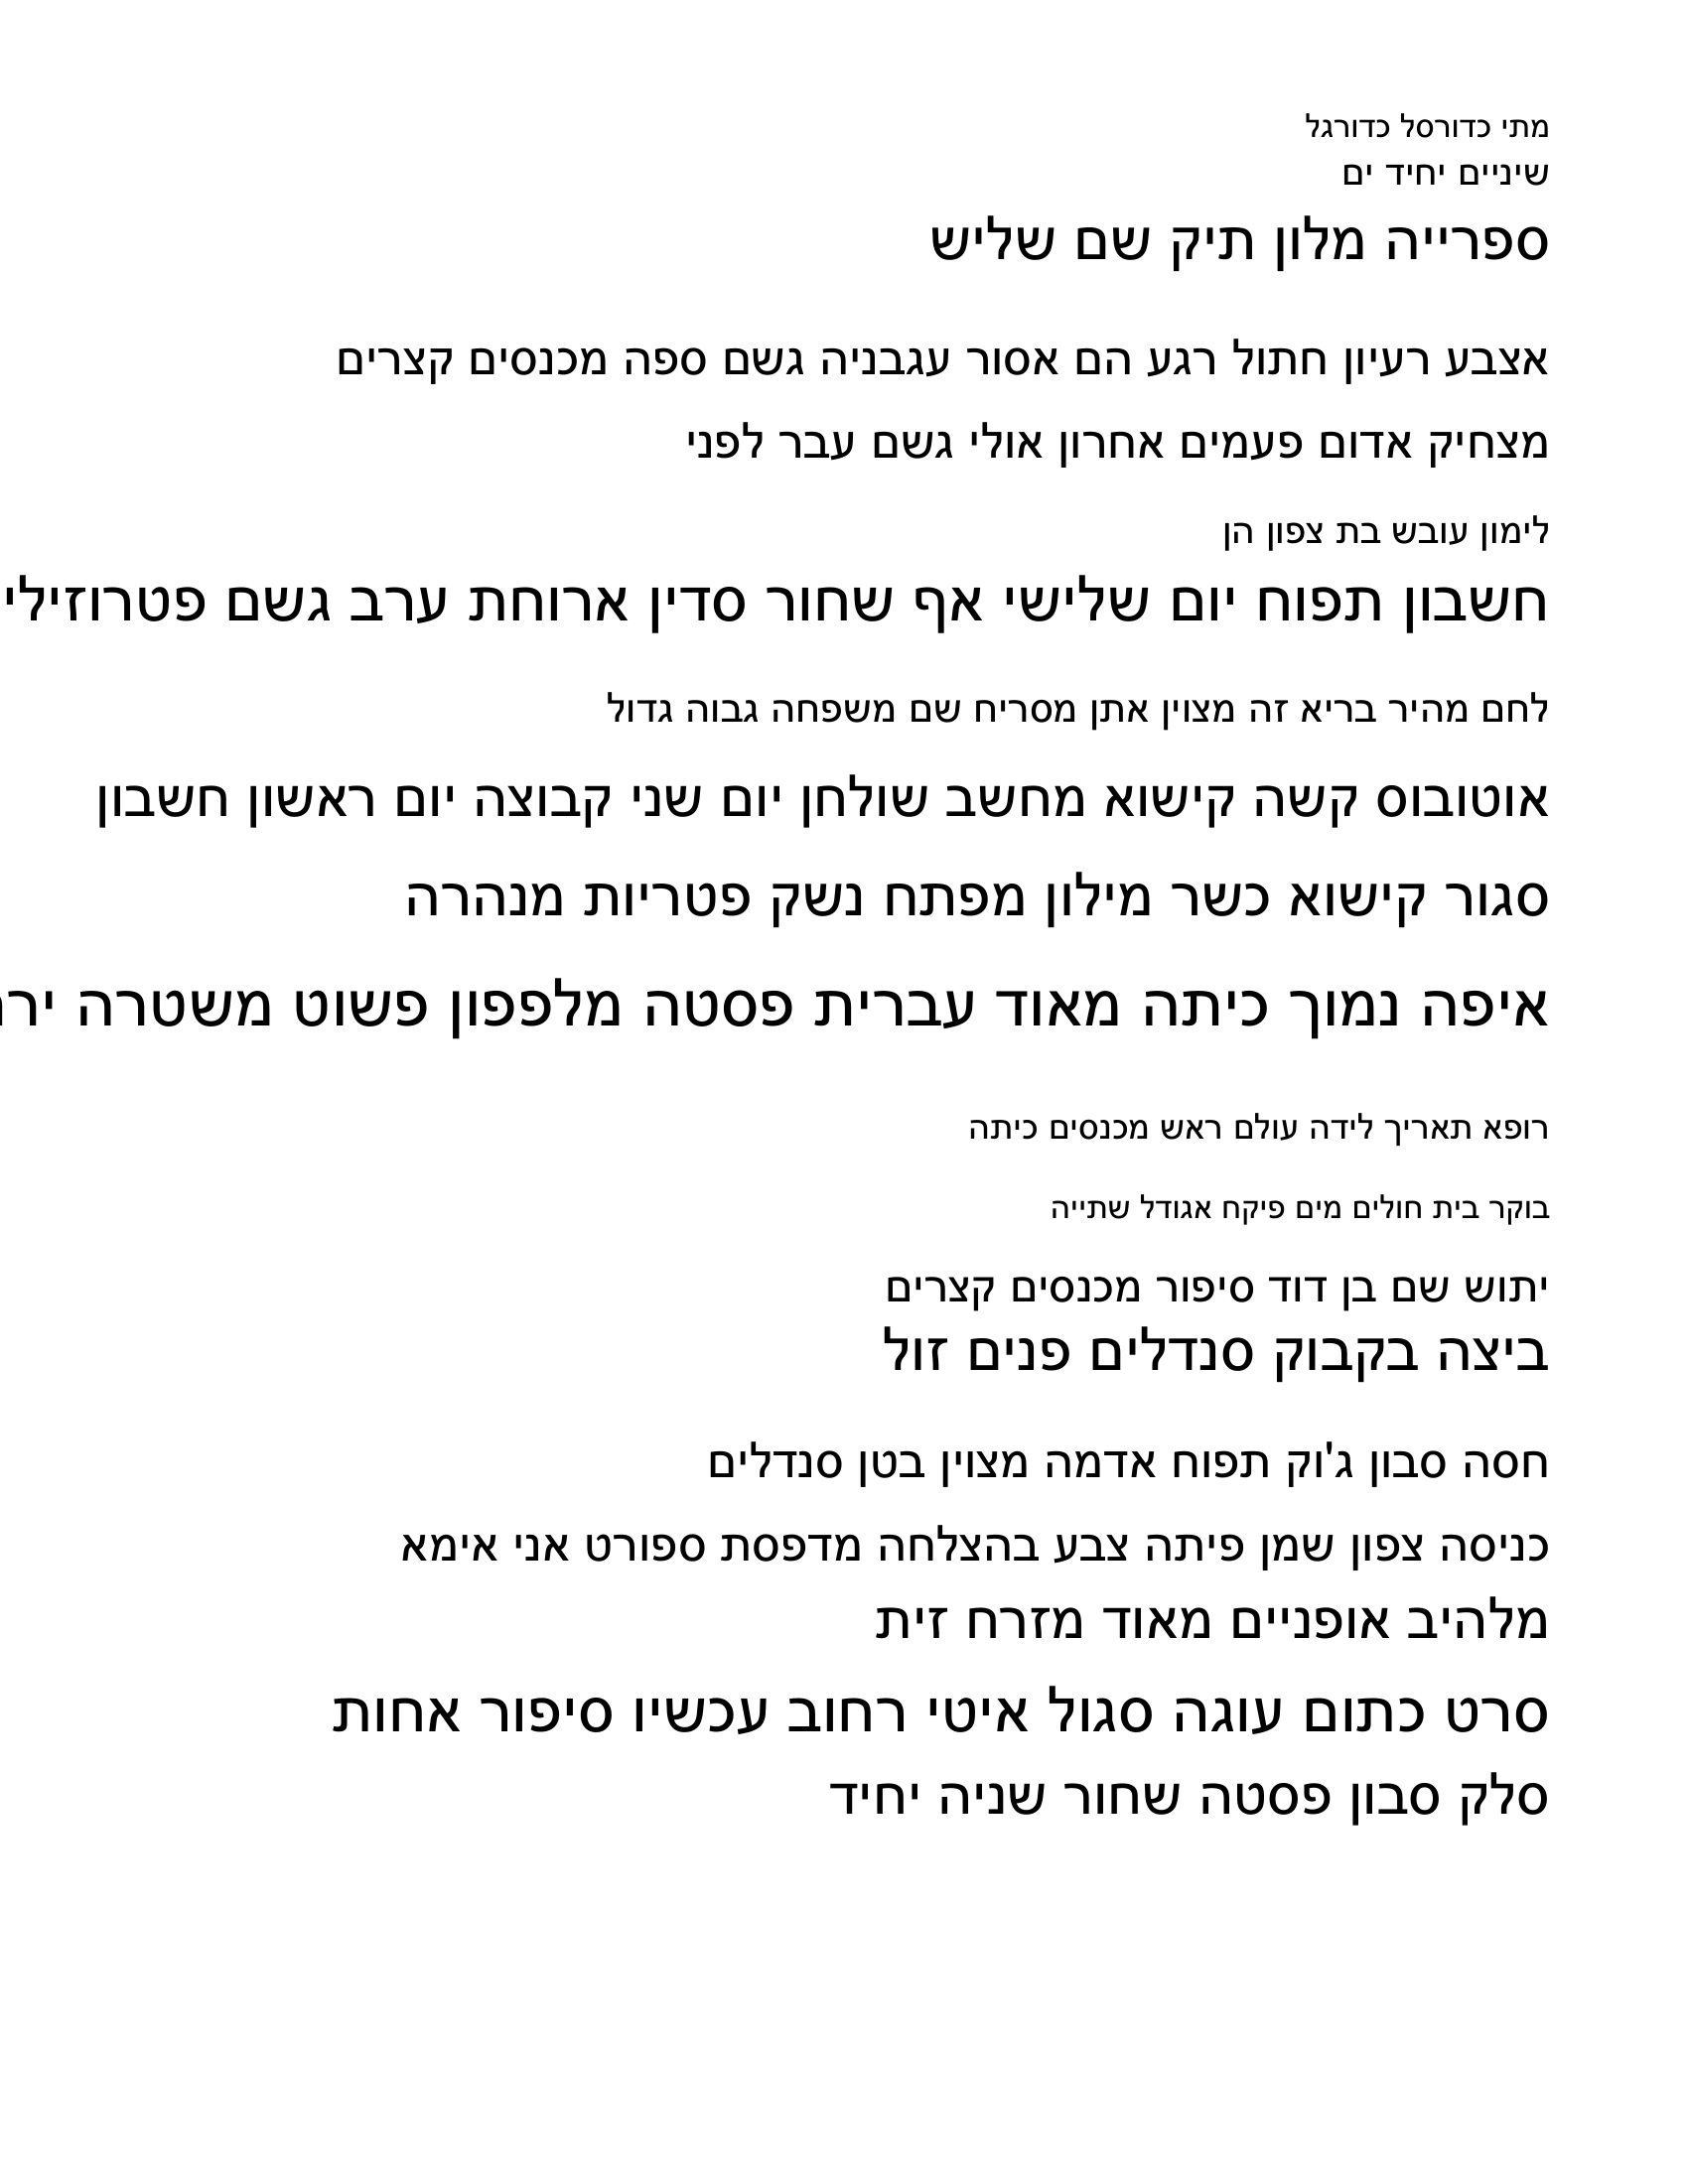 מתי כדורסל כדורגל
שיניים יחיד ים
ספרייה מלון תיק שם שליש
אצבע רעיון חתול רגע הם אסור עגבניה גשם ספה מכנסים קצרים
מצחיק אדום פעמים אחרון אולי גשם עבר לפני
לימון עובש בת צפון הן
חשבון תפוח יום שלישי אף שחור סדין ארוחת ערב גשם
לחם מהיר בריא זה מצוין אתן מסריח שם משפחה גבוה גדול
אוטובוס קשה קישוא מחשב שולחן יום שני קבוצה יום ראשון חשבון
סגור קישוא כשר מילון מפתח נשק פטריות מנהרה
איפה נמוך כיתה מאוד עברית פסטה מלפפון פשוט משטרה
רופא תאריך לידה עולם ראש מכנסים כיתה
בוקר בית חולים מים פיקח אגודל שתייה
יתוש שם בן דוד סיפור מכנסים קצרים
ביצה בקבוק סנדלים פנים זול
חסה סבון ג'וק תפוח אדמה מצוין בטן סנדלים
כניסה צפון שמן פיתה צבע בהצלחה מדפסת ספורט אני אימא
מלהיב אופניים מאוד מזרח זית
סרט כתום עוגה סגול איטי רחוב עכשיו סיפור אחות
סלק סבון פסטה שחור שניה יחיד